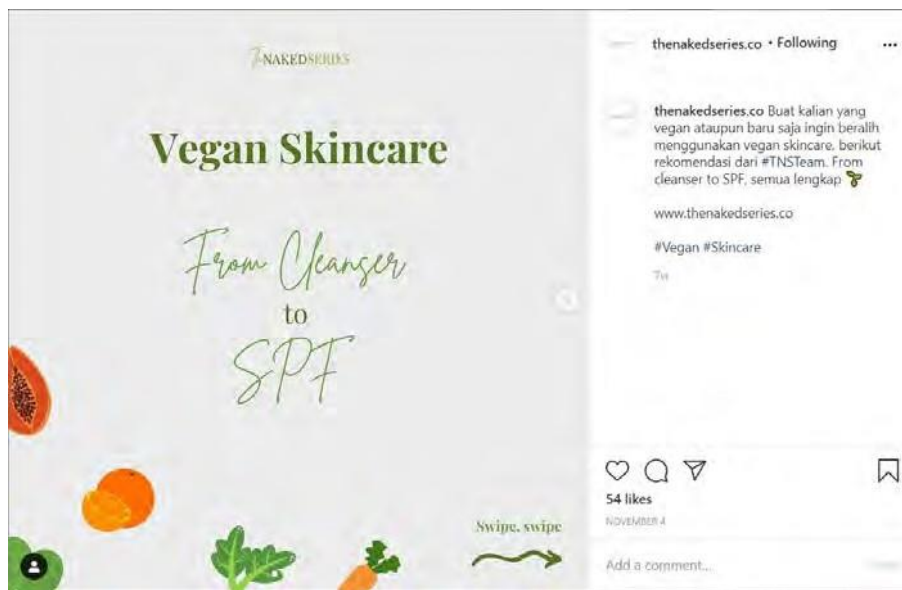 The NAKEDSERIES
Vegan Skincare
From Cleanser
to
SPF
Swipe, swipe
thenakedseries.co • Following
thenakedseries.co Buat kalian yang
vegan ataupun baru saja ingin beralih
menggunakan vegan skincare, berikut
rekomendasi dari #TNSTeam. From
cleanser to SPF, semua lengkap
www.thenakedseries.co
#Vegan #Skincare
7w
54 likes
NOVEMBER 4
Add a comment...